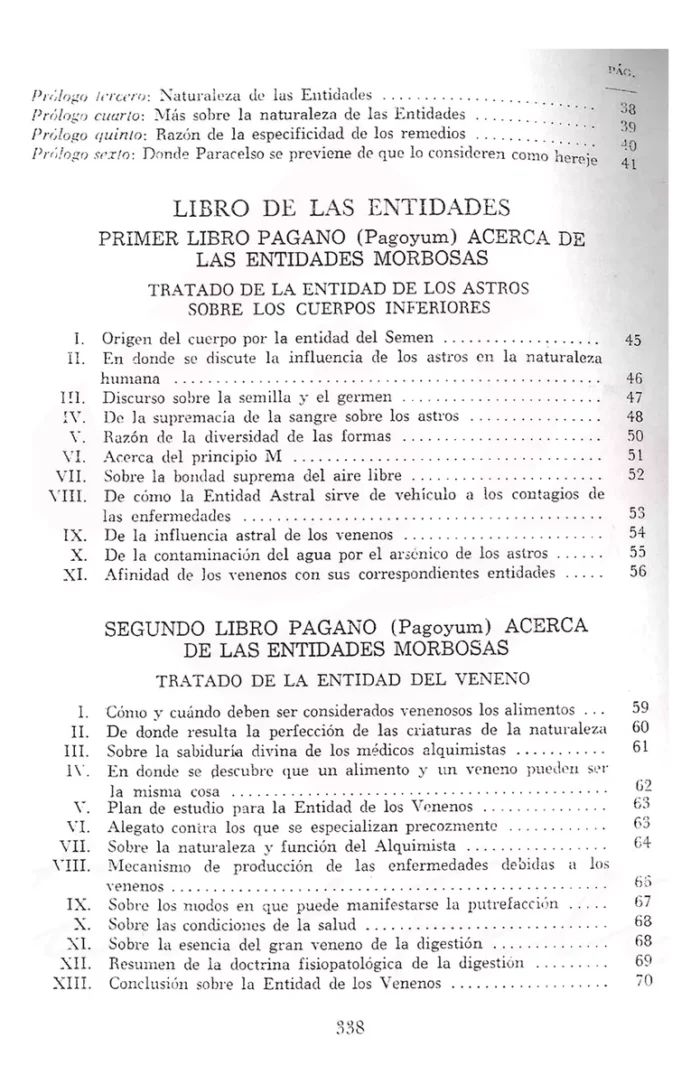 PÁG.
Prólogo tercero: Naturaleza de las Entidades .................... 38
Prólogo cuarto: Más sobre la naturaleza de las Entidades ............ 39
Prólogo quinto: Razón de la especificidad de los remedios ............ 40
Prólogo sexto: Donde Paracelso se previene de que lo consideren como hereje 41
LIBRO DE LAS ENTIDADES
PRIMER LIBRO PAGANO (Pagoyum) ACERCA DE
LAS ENTIDADES MORBOSAS
TRATADO DE LA ENTIDAD DE LOS ASTROS
SOBRE LOS CUERPOS INFERIORES
I. Origen del cuerpo por la entidad del Semen ................... 45
II. En donde se discute la influencia de los astros en la naturaleza
humana .................................................... 46
III. Discurso sobre la semilla y el germen ........................ 47
IV. De la supremacía de la sangre sobre los astros ................ 48
V. Razón de la diversidad de las formas ........................ 50
VI. Acerca del principio M ...................................... 51
VII. Sobre la bondad suprema del aire libre ....................... 52
VIII. De cómo la Entidad Astral sirve de vehículo a los contagios de
las enfermedades ............................................ 53
IX. De la influencia astral de los venenos ........................ 54
X. De la contaminación del agua por el arsénico de los astros ...... 55
XI. Afinidad de los venenos con sus correspondientes entidades ..... 56
SEGUNDO LIBRO PAGANO (Pagoyum) ACERCA
DE LAS ENTIDADES MORBOSAS
TRATADO DE LA ENTIDAD DEL VENENO
I. Cómo y cuándo deben ser considerados venenosos los alimentos ... 59
II. De donde resulta la perfección de las criaturas de la naturaleza 60
III. Sobre la sabiduría divina de los médicos alquimistas ........... 61
IV. En donde se descubre que un alimento y un veneno pueden ser
la misma cosa .............................................. 62
V. Plan de estudio para la Entidad de los Venenos ............... 63
VI. Alegato contra los que se especializan precozmente ............ 63
VII. Sobre la naturaleza y función del Alquimista ................. 64
VIII. Mecanismo de producción de las enfermedades debidas a los
venenos ..................................................... 65
IX. Sobre los modos en que puede manifestarse la putrefacción ..... 67
X. Sobre las condiciones de la salud .............................. 68
XI. Sobre la esencia del gran veneno de la digestión .............. 68
XII. Resumen de la doctrina fisiopatológica de la digestión ......... 69
XIII. Conclusión sobre la Entidad de los Venenos ................... 70
338